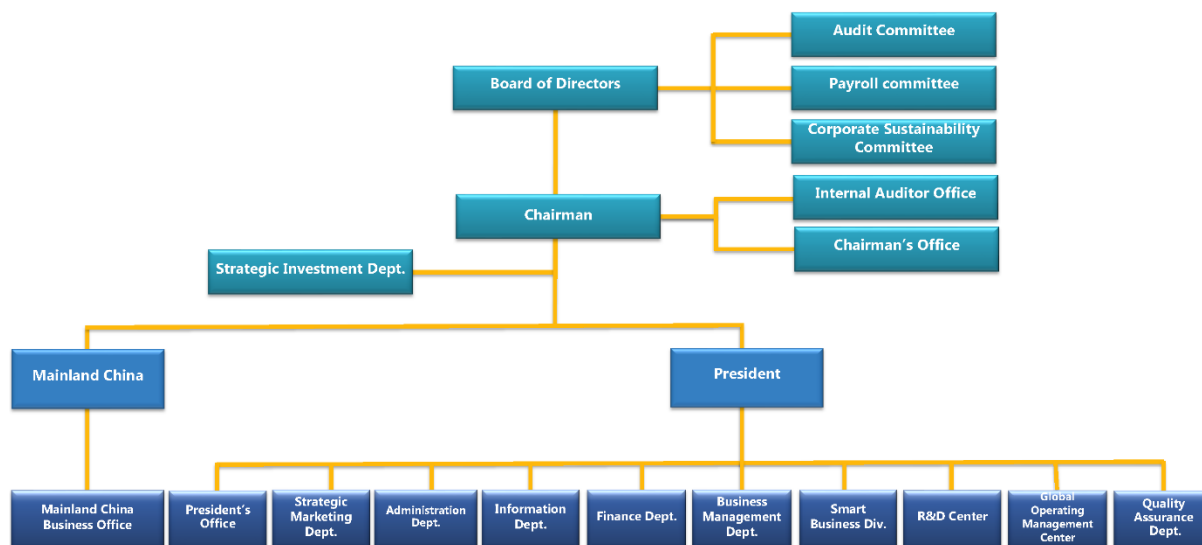 Audit Committee
Board of Directors
Payroll committee
Corporate Sustainability
Committee
Internal Auditor Office
Chairman
Chairman's Office
Strategic Investment Dept.
Mainland China
President
Mainland China
Business Office
President's
Office
Strategic
Marketing
Dept.
Administration
Dept.
Information
Dept.
Finance Dept.
Business
Management
Dept.
Smart
Business Div.
R&D Center
Global
Operating
Management
Center
Quality
Assurance
Dept.